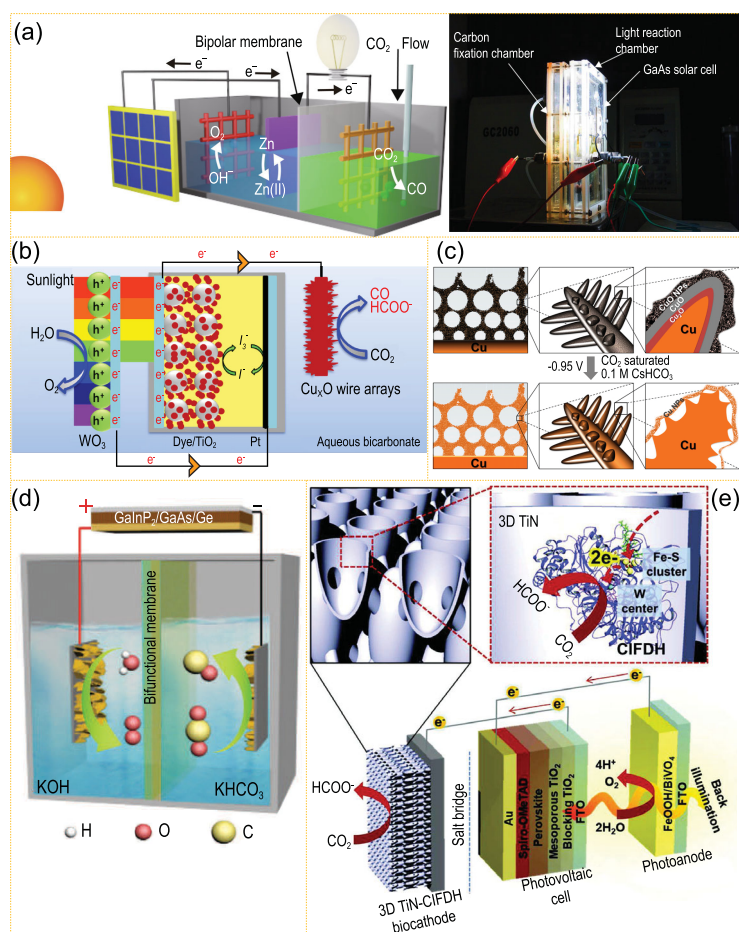 (a)
Bipolar membrane
CO2 Flow
e-
e-
e-
O2
OH-
Zn
Zn(II)
CO2
CO
Carbon
fixation chamber
Light reaction
chamber
GaAs solar cell
GC2060
(b)
e-
e-
Sunlight
h+
e-
e-
h+
e-
e-
h+
e-
e-
h+
e-
e-
h+
e-
h+
e-
h+
e-
H2O
O2
I3-
I-
CO
HCOO-
CO2
CuXO wire arrays
WO3
Dye/TiO2
Pt
Aqueous bicarbonate
e-
e-
(c)
Cu
CuO NPs
CuO
Cu2O
Cu
-0.95 V
CO2 saturated
0.1 M CsHCO3
Cu
Cu NPs
Cu
(d)
+
–
GaInP2/GaAs/Ge
Bifunctional membrane
KOH
KHCO3
H
O
C
(e)
3D TiN
2e-
Fe-S
cluster
W
center
HCOO-
CO2
ClFDH
e-
e-
e-
e-
HCOO-
CO2
3D TiN-ClFDH
biocathode
Salt bridge
Au
Spiro-OMeTAD
Perovskite
Mesoporous TiO2
Blocking TiO2
FTO
Photovoltaic
cell
4H+
O2
2H2O
FeOOH/BiVO4
FTO
Back
illumination
Photoanode